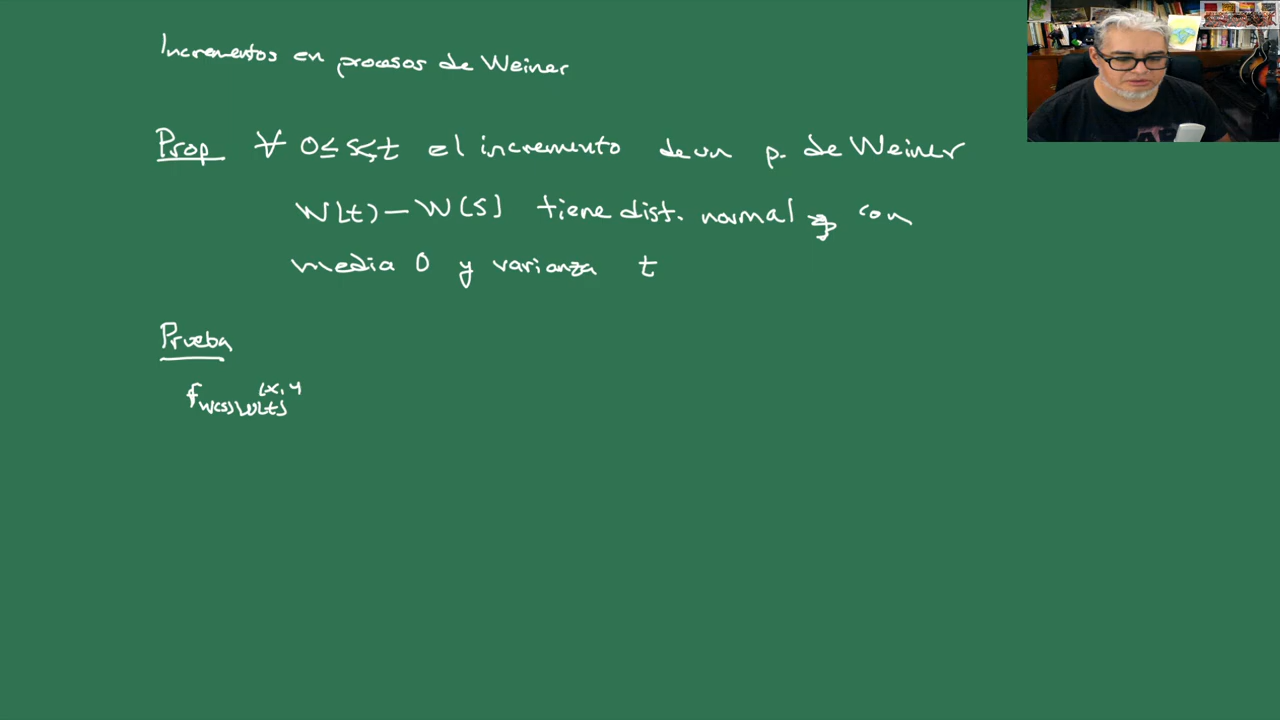 Incrementos en procesos de Weiner
Prop ∀ 0≤s<t el incremento de un p. de Weiner
W(t)-W(s) tiene dist. normal con
media 0 y varianza t
Prueba
f_{W(s)W(t)}(x,y